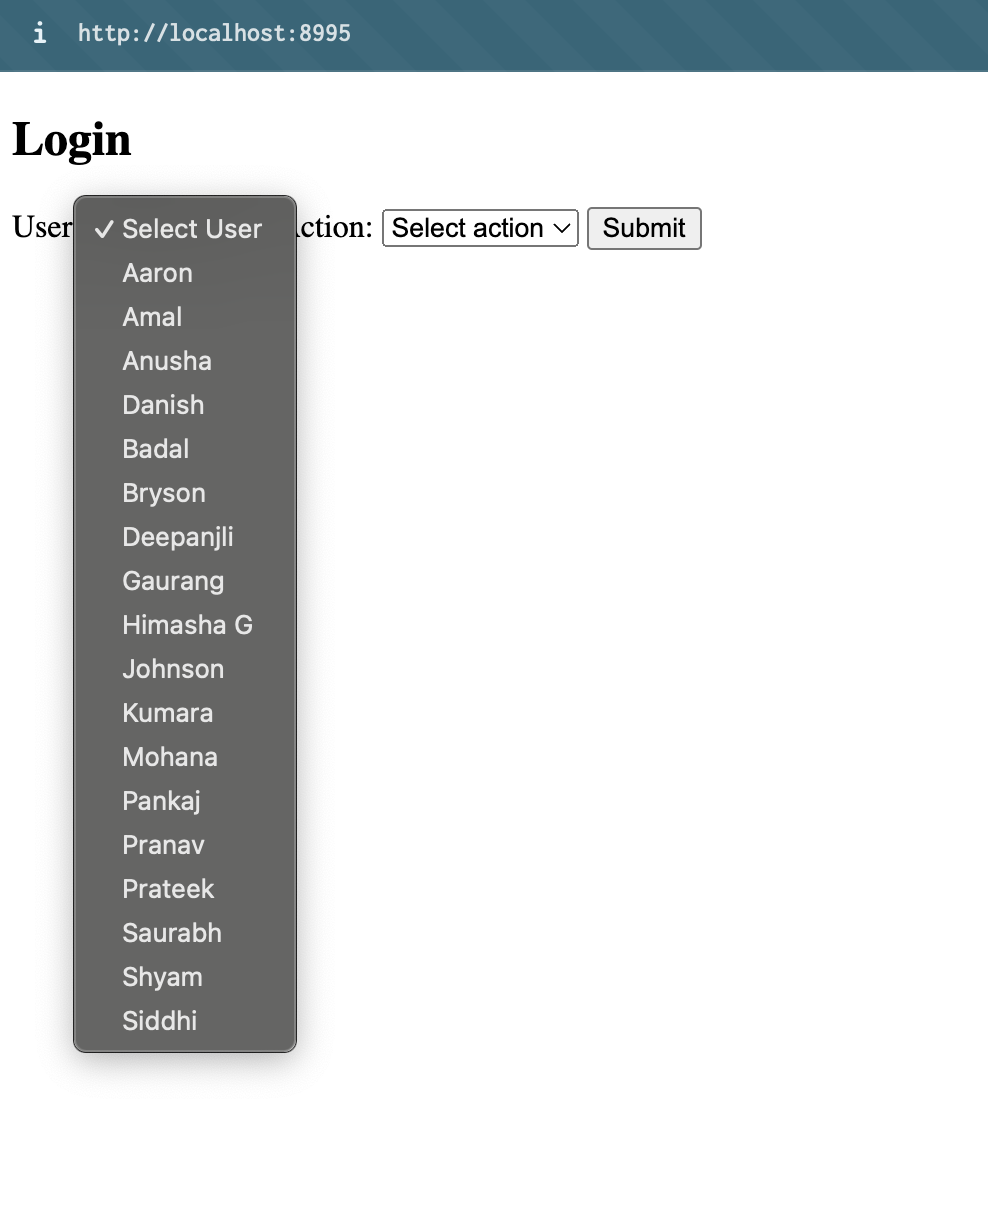 i http://localhost:8995
Login
User ✓ Select User ction: Select action Submit
Aaron
Amal
Anusha
Danish
Badal
Bryson
Deepanjli
Gaurang
Himasha G
Johnson
Kumara
Mohana
Pankaj
Pranav
Prateek
Saurabh
Shyam
Siddhi